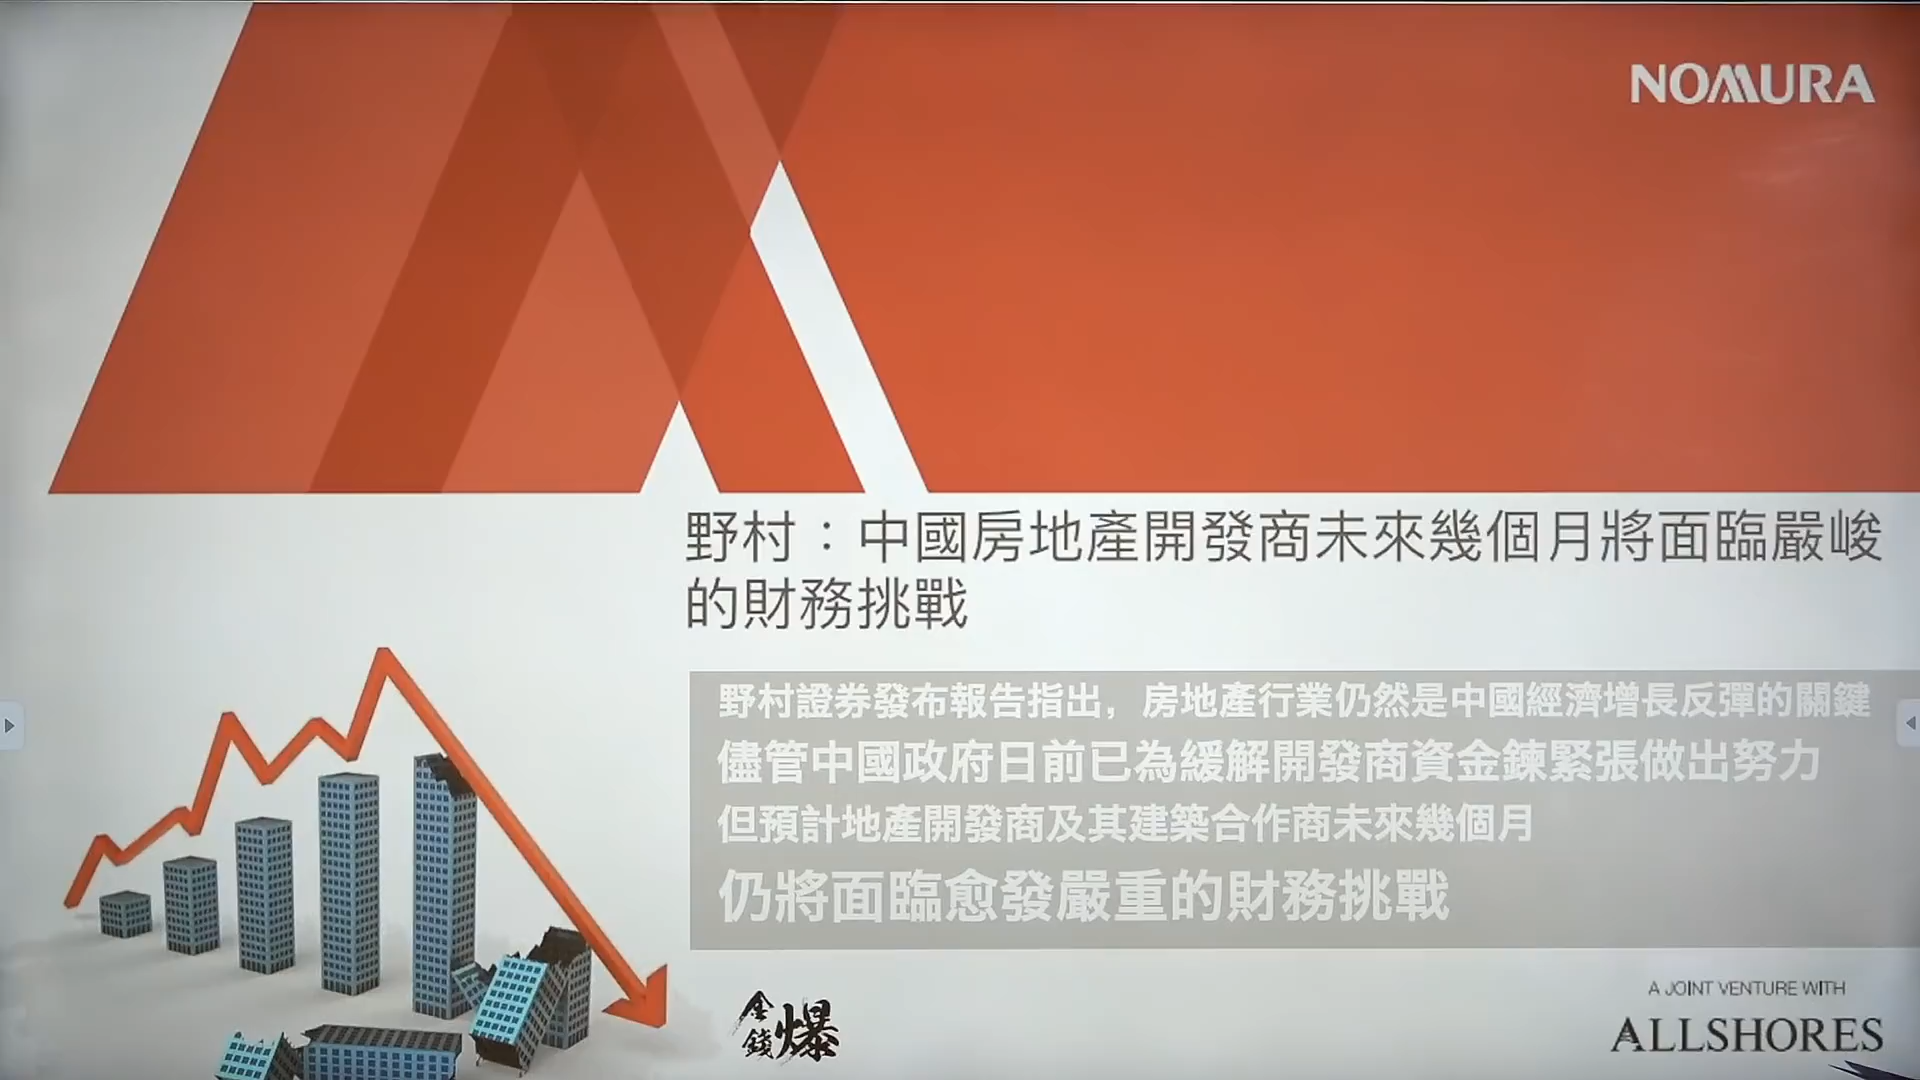 NOMURA
野村：中國房地產開發商未來幾個月將面臨嚴峻
的財務挑戰
野村證券發布報告指出，房地產行業仍然是中國經濟增長反彈的關鍵
儘管中國政府日前已為緩解開發商資金鍊緊張做出努力
但預計地產開發商及其建築合作商未來幾個月
仍將面臨愈發嚴重的財務挑戰
金錢爆
A JOINT VENTURE WITH
ALLSHORES